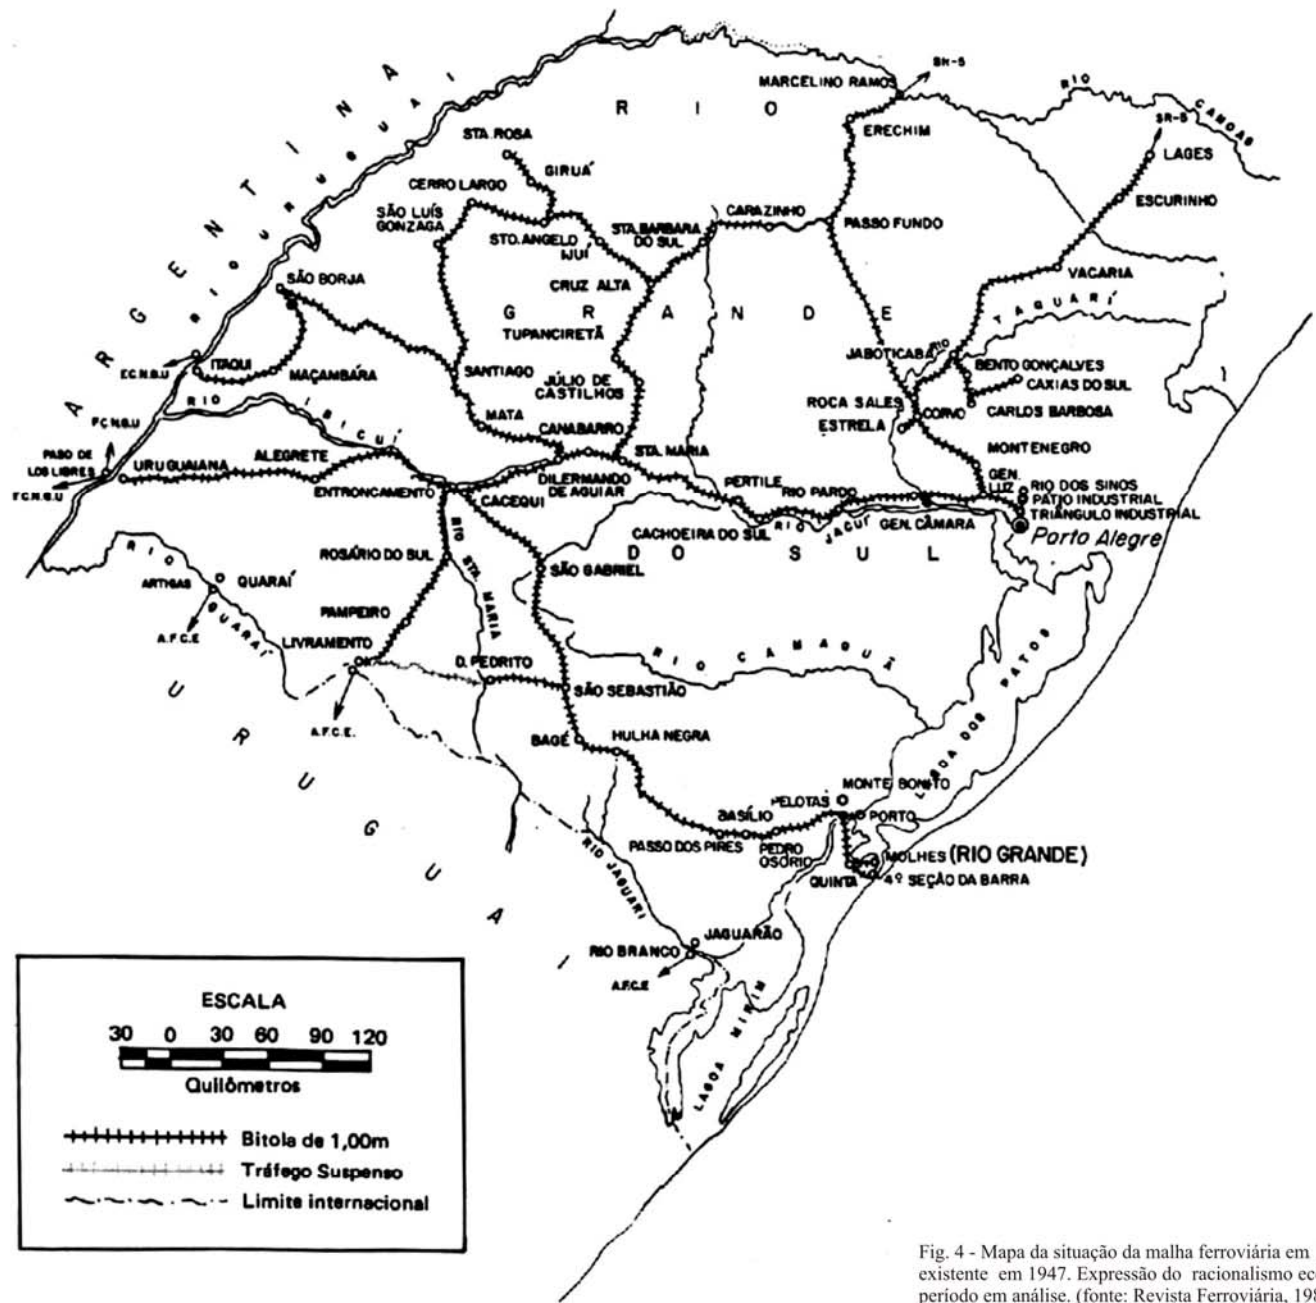 SR-5
MARCELINO RAMOS
RIO
CANOAS
ARGENTINA
RIO URUGUAI
RIO
ERECHIM
SR-5
LAGES
STA. ROSA
GIRUÁ
CERRO LARGO
ESCURINHO
SÃO LUÍS
GONZAGA
STO. ANGELO
IJUÍ
STA. BARBARA
DO SUL
CARAZINHO
PASSO FUNDO
VACARIA
SÃO BORJA
CRUZ ALTA
GRANDE
TAQUARÍ
RIO
TUPANCIRETÃ
JABOTICABA
BENTO GONÇALVES
F.C.N.G.U
ITAQUI
MAÇAMBÁRA
SANTIAGO
JÚLIO DE
CASTILHOS
CAXIAS DO SUL
ROCA SALES
CORVO
CARLOS BARBOSA
ESTRELA
RIO IBICUÍ
MATA
CANABARRO
F.C.N.G.U
MONTENEGRO
PASO DE
LOS LIBRES
URUGUAIANA
ALEGRETE
STA. MARIA
GEN.
LUZ
RIO DOS SINOS
PÁTIO INDUSTRIAL
TRIÂNGULO INDUSTRIAL
F.C.N.G.U
ENTRONCAMENTO
CACEQUI
DILERMANDO
DE AGUIAR
PERTILE
RIO PARDO
GEN. CÂMARA
Porto Alegre
CACHOEIRA DO SUL
RIO JACUÍ
DO SUL
RIO
QUARAÍ
ARTIGAS
QUARAÍ
A.F.C.E
ROSÁRIO DO SUL
RIO STA. MARIA
SÃO GABRIEL
PAMPEIRO
LIVRAMENTO
D. PEDRITO
RIO CAMAQUÃ
SÃO SEBASTIÃO
A.F.C.E.
URUGUAI
BAGÉ
HULHA NEGRA
LAGOA DOS PATOS
MONTE BONITO
PELOTAS
PORTO
BASÍLIO
PASSO DOS PIRES
PEDRO
OSÓRIO
MOLHES (RIO GRANDE)
QUINTA
4º SEÇÃO DA BARRA
RIO JAGUARI
JAGUARÃO
RIO BRANCO
A.F.C.E
LAGOA MIRIM
ESCALA
30 0 30 60 90 120
Quilômetros
Bitola de 1,00m
Tráfego Suspenso
Limite internacional
Fig. 4 - Mapa da situação da malha ferroviária em
existente em 1947. Expressão do racionalismo
período em análise. (fonte: Revista Ferroviária,